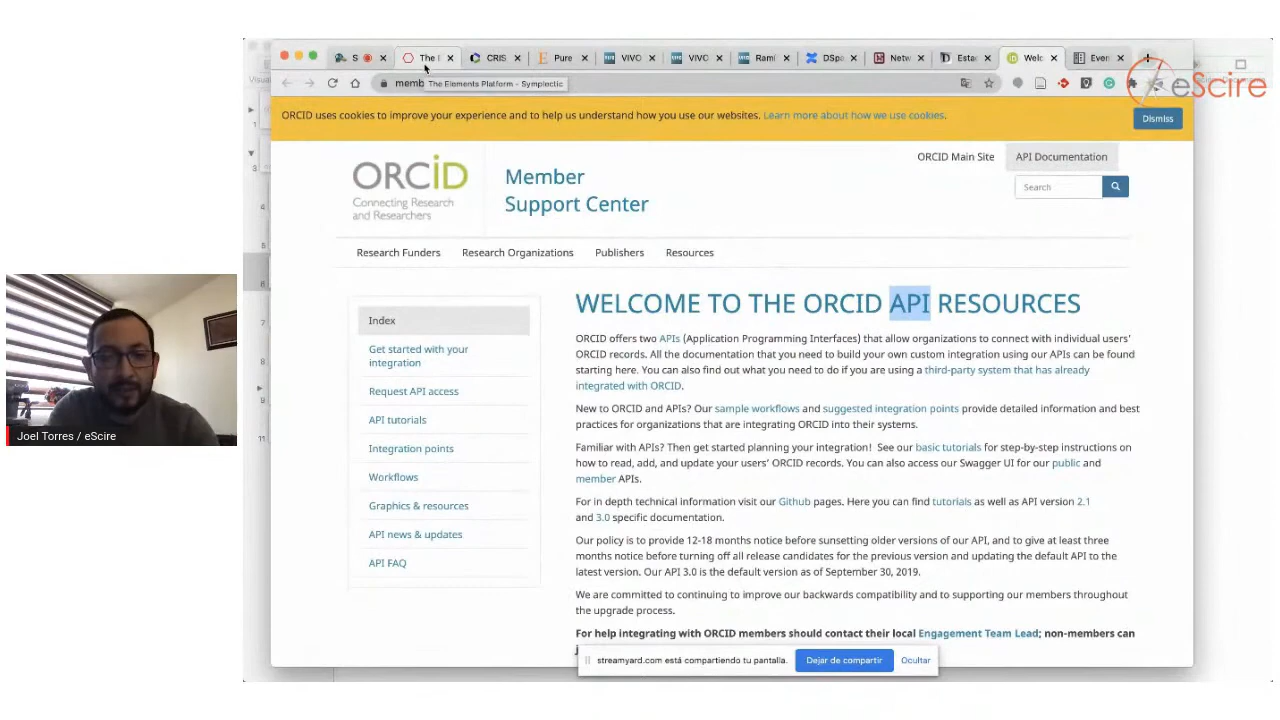 S
The E
CRIS
Pure
VIVO
VIVO
Rami
DSpa
Netw
Estac
Welc
Even
memb
The Elements Platform - Symplectic
eScire
ORCID uses cookies to improve your experience and to help us understand how you use our websites. Learn more about how we use cookies.
Dismiss
ORCID Main Site
API Documentation
ORCID
Connecting Research
and Researchers
Member
Support Center
Search
Research Funders
Research Organizations
Publishers
Resources
Index
Get started with your
integration
Request API access
API tutorials
Integration points
Workflows
Graphics & resources
API news & updates
API FAQ
WELCOME TO THE ORCID API RESOURCES
ORCID offers two APIs (Application Programming Interfaces) that allow organizations to connect with individual users'
ORCID records. All the documentation that you need to build your own custom integration using our APIs can be found
starting here. You can also find out what you need to do if you are using a third-party system that has already
integrated with ORCID.
New to ORCID and APIs? Our sample workflows and suggested integration points provide detailed information and best
practices for organizations that are integrating ORCID into their systems.
Familiar with APIs? Then get started planning your integration! See our basic tutorials for step-by-step instructions on
how to read, add, and update your users' ORCID records. You can also access our Swagger UI for our public and
member APIs.
For in depth technical information visit our Github pages. Here you can find tutorials as well as API version 2.1
and 3.0 specific documentation.
Our policy is to provide 12-18 months notice before sunsetting older versions of our API, and to give at least three
months notice before turning off all release candidates for the previous version and updating the default API to the
latest version. Our API 3.0 is the default version as of September 30, 2019.
We are committed to continuing to improve our backwards compatibility and to supporting our members throughout
the upgrade process.
For help integrating with ORCID members should contact their local Engagement Team Lead; non-members can
streamyard.com está compartiendo tu pantalla.
Dejar de compartir
Ocultar
Joel Torres / eScire